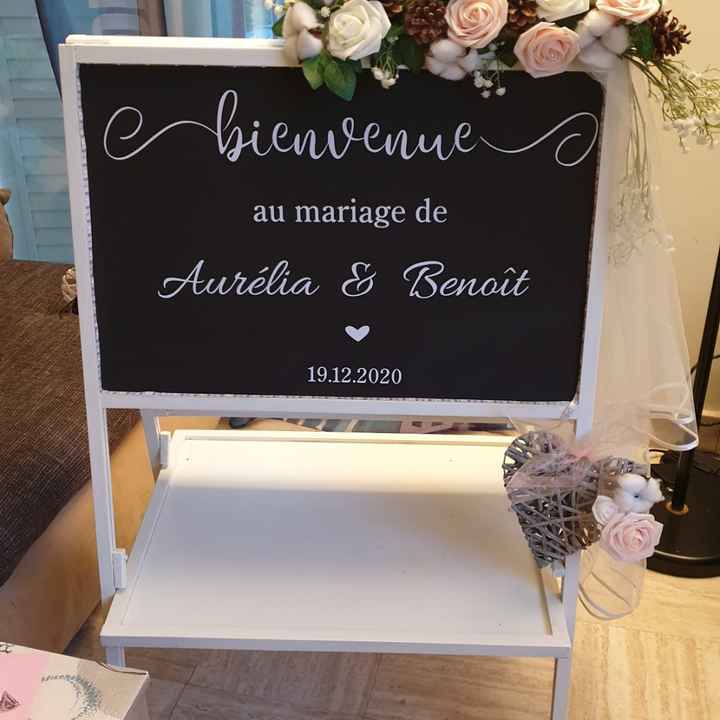 bienvenue
au mariage de
Aurélia & Benoît
19.12.2020